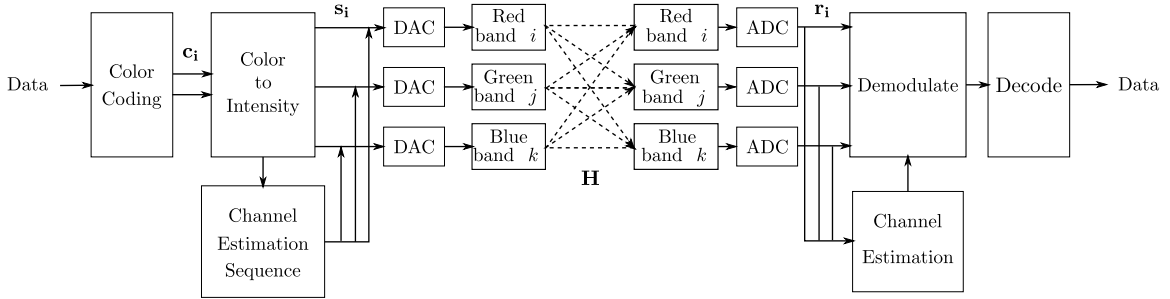 Data
Color
Coding
c_i
Color
to
Intensity
s_i
Channel
Estimation
Sequence
DAC
DAC
DAC
Red
band i
Green
band j
Blue
band k
H
Red
band i
Green
band j
Blue
band k
ADC
ADC
ADC
r_i
Demodulate
Channel
Estimation
Decode
Data